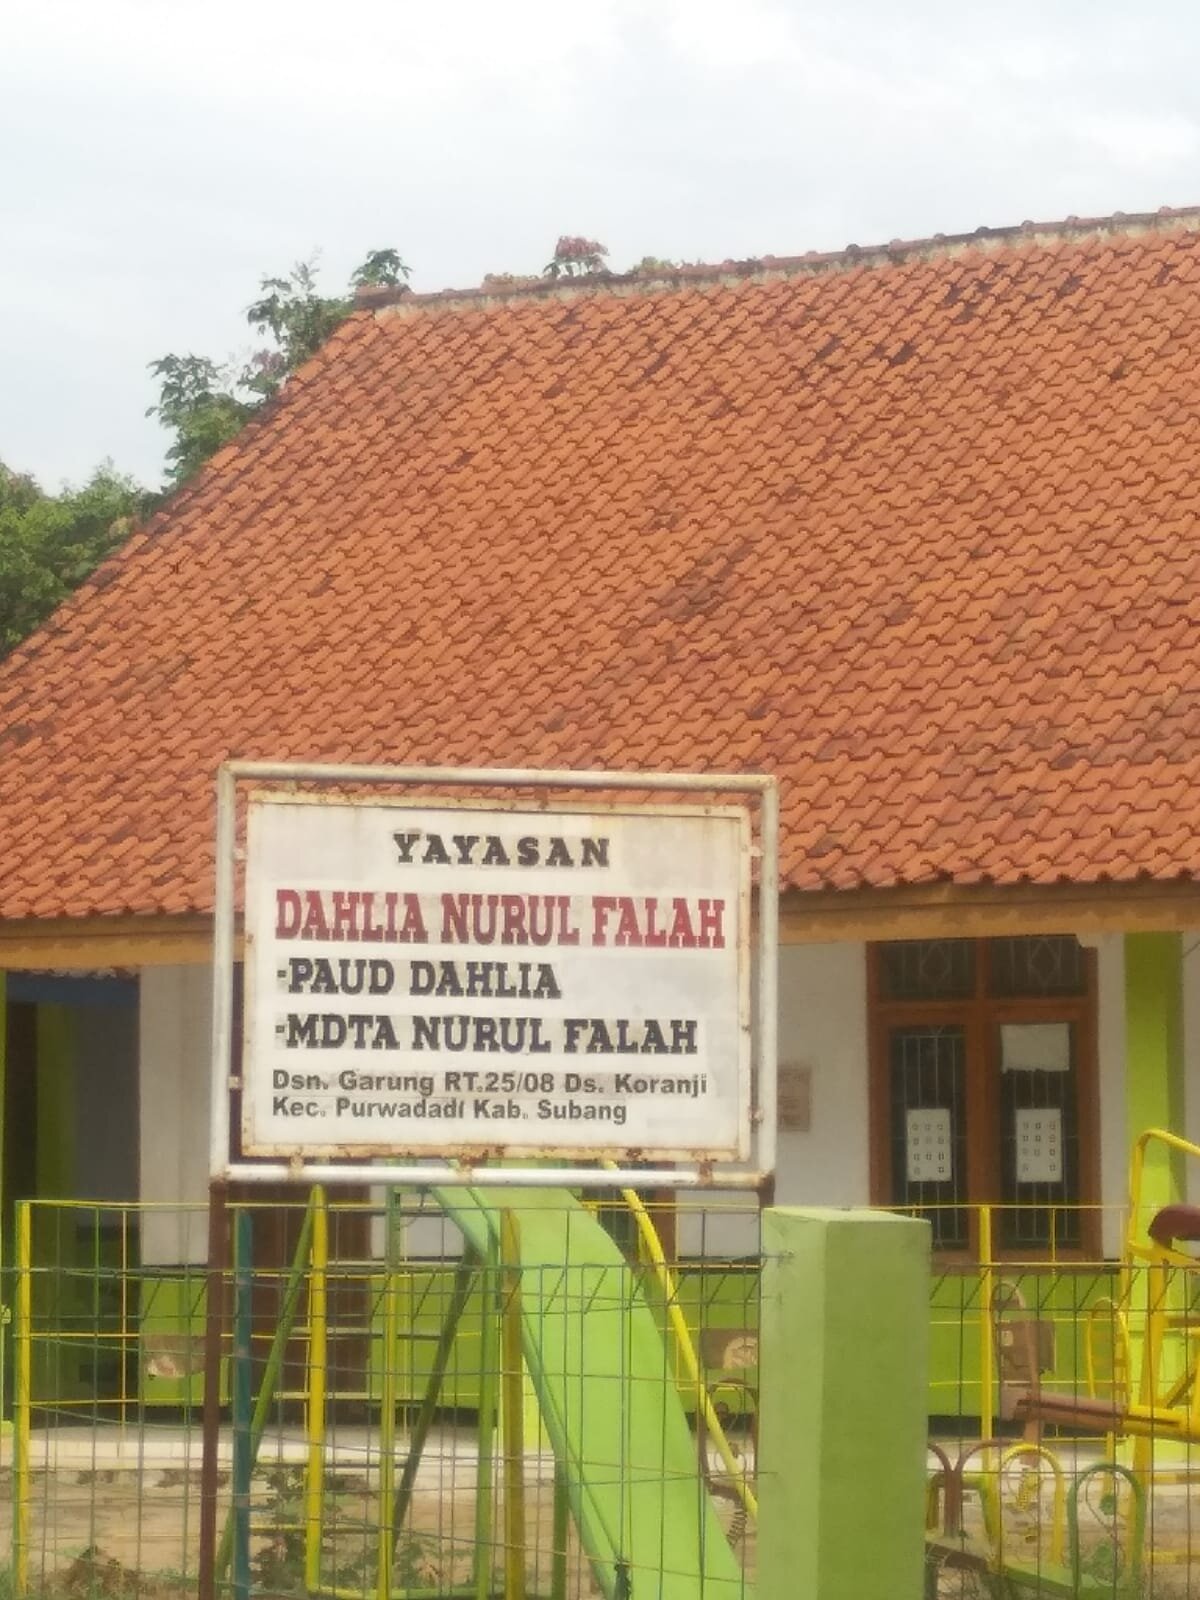 YAYASAN
DAHLIA NURUL FALAH
-PAUD DAHLIA
-MDTA NURUL FALAH
Dsn. Garung RT.25/08 Ds. Koranji
Kec. Purwadadi Kab. Subang